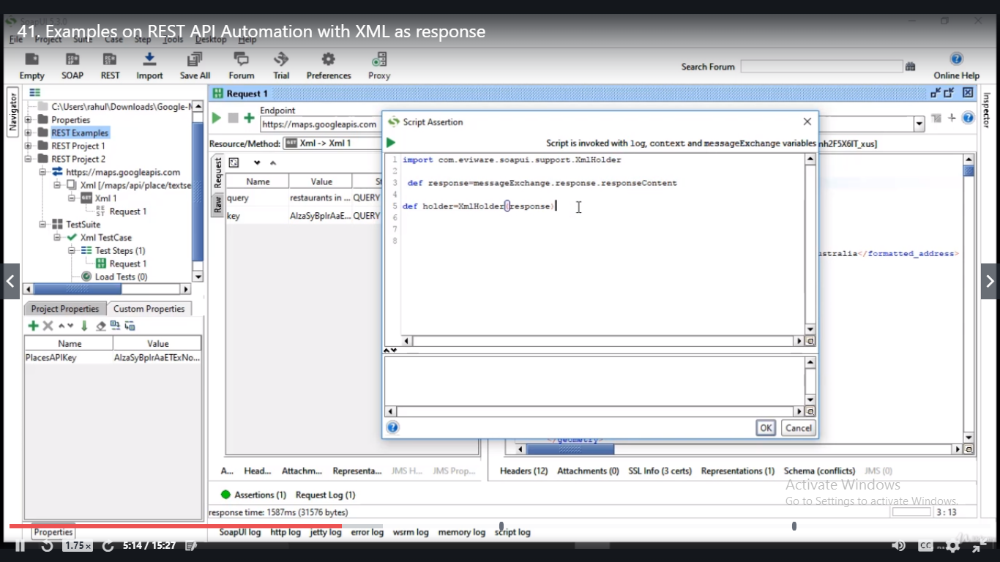 SoapUI 5.3.0
41. Examples on REST API Automation with XML as response
File Project Suite Case Step Tools Desktop Help
Empty SOAP REST Import Save All Forum Trial Preferences Proxy
Search Forum
Online Help
Navigator
C:\Users\rahul\Downloads\Google-
Properties
REST Examples
REST Project 1
REST Project 2
https://maps.googleapis.com
Xml [/maps/api/place/textse
Xml 1
Request 1
TestSuite
Xml TestCase
Test Steps (1)
Request 1
Load Tests (0)
Project Properties Custom Properties
Name Value
PlacesAPIKey AIzaSyBpIrAaETExNo...
Properties
Request 1
Endpoint
https://maps.googleapis.com
Resource/Method: Xml -> Xml 1
nh2F5X6IT_xus]
Request
Raw
Name Value
query restaurants in ... QUERY
key AIzaSyBpIrAaE... QUERY
Script Assertion
Script is invoked with log, context and messageExchange variables
1 import com.eviware.soapui.support.XmlHolder
2
3 def response=messageExchange.response.responseContent
4
5 def holder=XmlHolder(response)
6
7
8
OK Cancel
ustralia</formatted_address>
</geometry>
Inspector
A... Head... Attachm... Representa... JMS H... JMS Prop...
Headers (12) Attachments (0) SSL Info (3 certs) Representations (1) Schema (conflicts) JMS (0)
Assertions (1) Request Log (1)
Activate Windows
Go to Settings to activate Windows.
response time: 1587ms (31576 bytes)
3 : 13
SoapUI log http log jetty log error log wsrm log memory log script log
1.75 x
5:14 / 15:27
CC